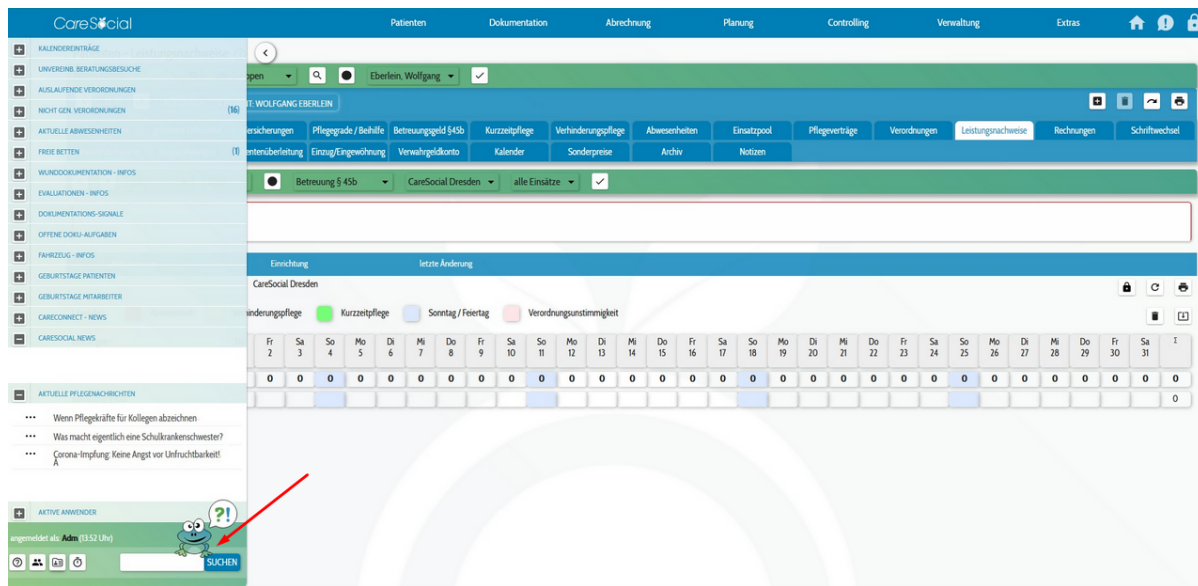 CareSocial
Patienten Dokumentation Abrechnung Planung Controlling Verwaltung Extras
KALENDEREINTRÄGE
UNVEREINB. BERATUNGSBESUCHE
AUSLAUFENDE VERORDNUNGEN
NICHT GEN. VERORDNUNGEN (16)
AKTUELLE ABWESENHEITEN
FREIE BETTEN (1)
WUNDDOKUMENTATION - INFOS
EVALUATIONEN - INFOS
DOKUMENTATIONS-SIGNALE
OFFENE DOKU-AUFGABEN
FAHRZEUG - INFOS
GEBURTSTAGE PATIENTEN
GEBURTSTAGE MITARBEITER
CARECONNECT - NEWS
CARESOCIAL NEWS
AKTUELLE PFLEGENACHRICHTEN
Wenn Pflegekräfte für Kollegen abzeichnen
Was macht eigentlich eine Schulkrankenschwester?
Corona-Impfung: Keine Angst vor Unfruchtbarkeit!
Â
AKTIVE ANWENDER
?!
angemeldet als: Adm (13:52 Uhr)
SUCHEN
ppen Eberlein, Wolfgang
IT: WOLFGANG EBERLEIN
ersicherungen Pflegegrade / Beihilfe Betreuungsgeld §45b Kurzzeitpflege Verhinderungspflege Abwesenheiten Einsatzpool Pflegeverträge Verordnungen Leistungsnachweise Rechnungen Schriftwechsel
entenüberleitung Einzug/Eingewöhnung Verwahrgeldkonto Kalender Sonderpreise Archiv Notizen
Betreuung § 45b CareSocial Dresden alle Einsätze
Einrichtung letzte Änderung
CareSocial Dresden
hinderungspflege Kurzzeitpflege Sonntag / Feiertag Verordnungsunstimmigkeit
Fr Sa So Mo Di Mi Do Fr Sa So Mo Di Mi Do Fr Sa So Mo Di Mi Do Fr Sa So Mo Di Mi Do Fr Sa Σ
2 3 4 5 6 7 8 9 10 11 12 13 14 15 16 17 18 19 20 21 22 23 24 25 26 27 28 29 30 31
0 0 0 0 0 0 0 0 0 0 0 0 0 0 0 0 0 0 0 0 0 0 0 0 0 0 0 0 0 0 0
0